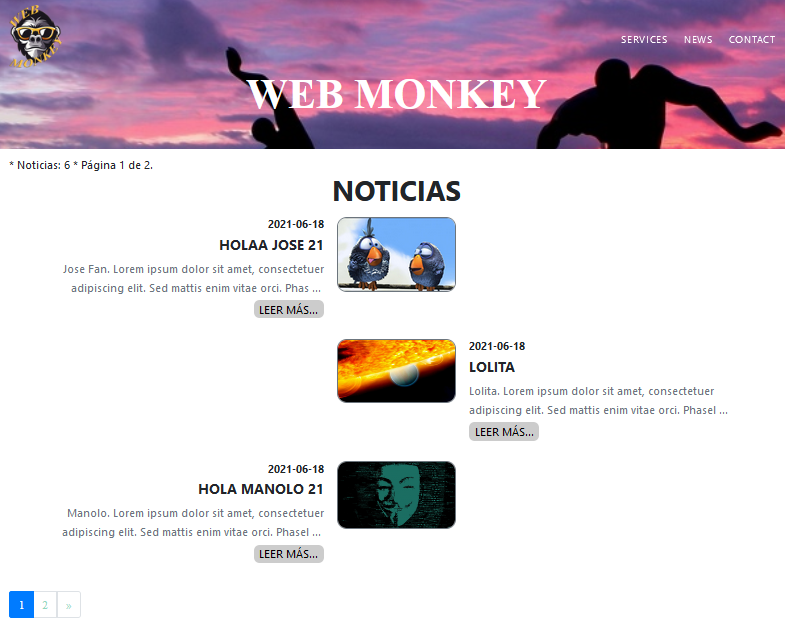 WEB
MONKEY
SERVICES NEWS CONTACT
WEB MONKEY
* Noticias: 6 * Página 1 de 2.
NOTICIAS
2021-06-18
HOLAA JOSE 21
Jose Fan. Lorem ipsum dolor sit amet, consectetuer
adipiscing elit. Sed mattis enim vitae orci. Phas ...
LEER MÁS...
2021-06-18
LOLITA
Lolita. Lorem ipsum dolor sit amet, consectetuer
adipiscing elit. Sed mattis enim vitae orci. Phasel ...
LEER MÁS...
2021-06-18
HOLA MANOLO 21
Manolo. Lorem ipsum dolor sit amet, consectetuer
adipiscing elit. Sed mattis enim vitae orci. Phasel ...
LEER MÁS...
1 2 »